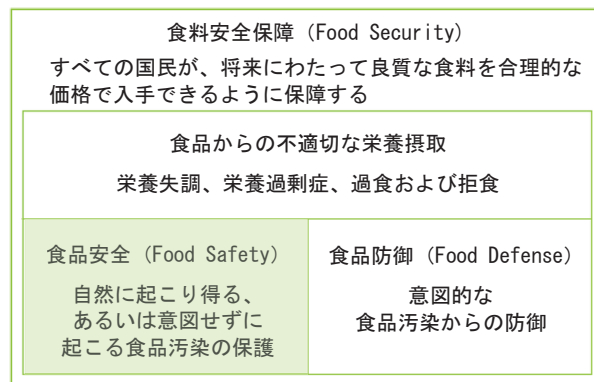 食料安全保障 (Food Security)
すべての国民が、将来にわたって良質な食料を合理的な
価格で入手できるように保障する
食品からの不適切な栄養摂取
栄養失調、栄養過剰症、過食および拒食
食品安全 (Food Safety)
自然に起こり得る、
あるいは意図せずに
起こる食品汚染の保護
食品防御 (Food Defense)
意図的な
食品汚染からの防御